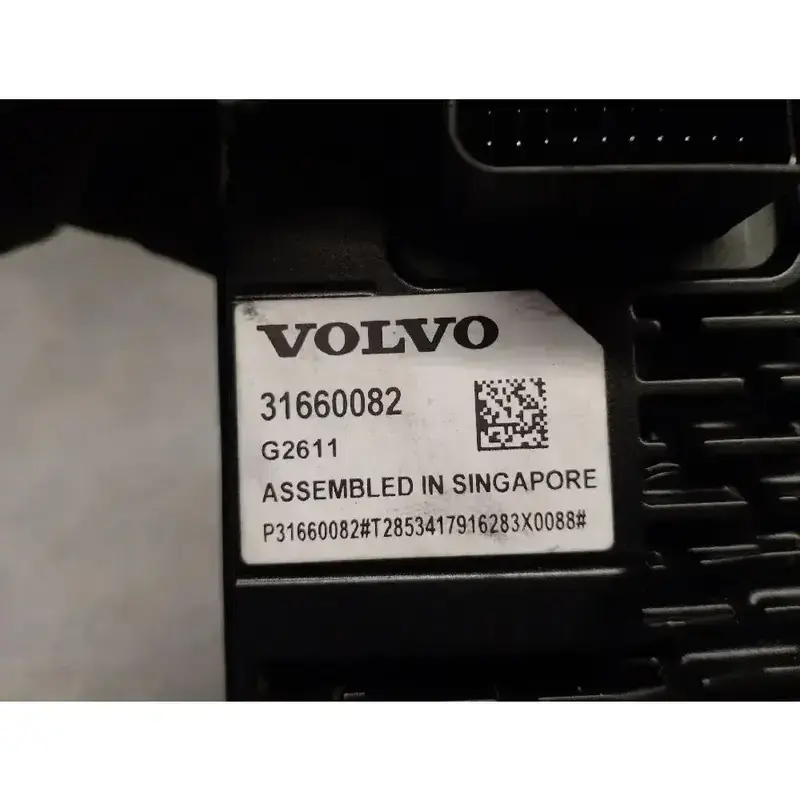 VOLVO
31660082
G2611
ASSEMBLED IN SINGAPORE
P31660082#T2853417916283X0088#